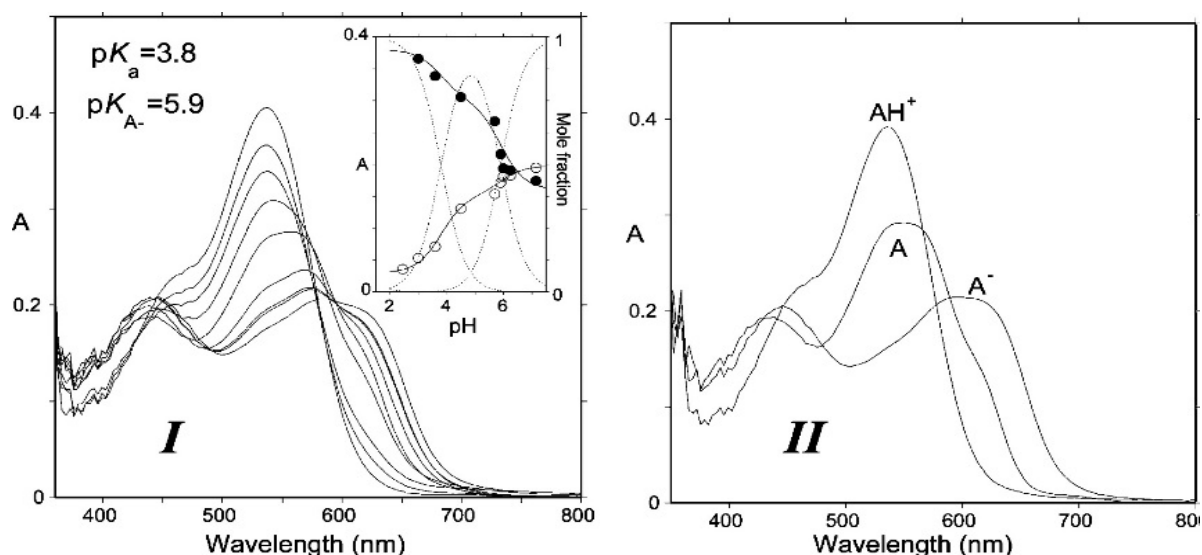 pKa=3.8
pKA-=5.9
0.4
0.2
0
A
400
500
600
700
800
Wavelength (nm)
I
0.4
A
0
1
Mole fraction
0
2
4
6
pH
0.4
0.2
0
A
AH+
A
A-
400
500
600
700
800
Wavelength (nm)
II